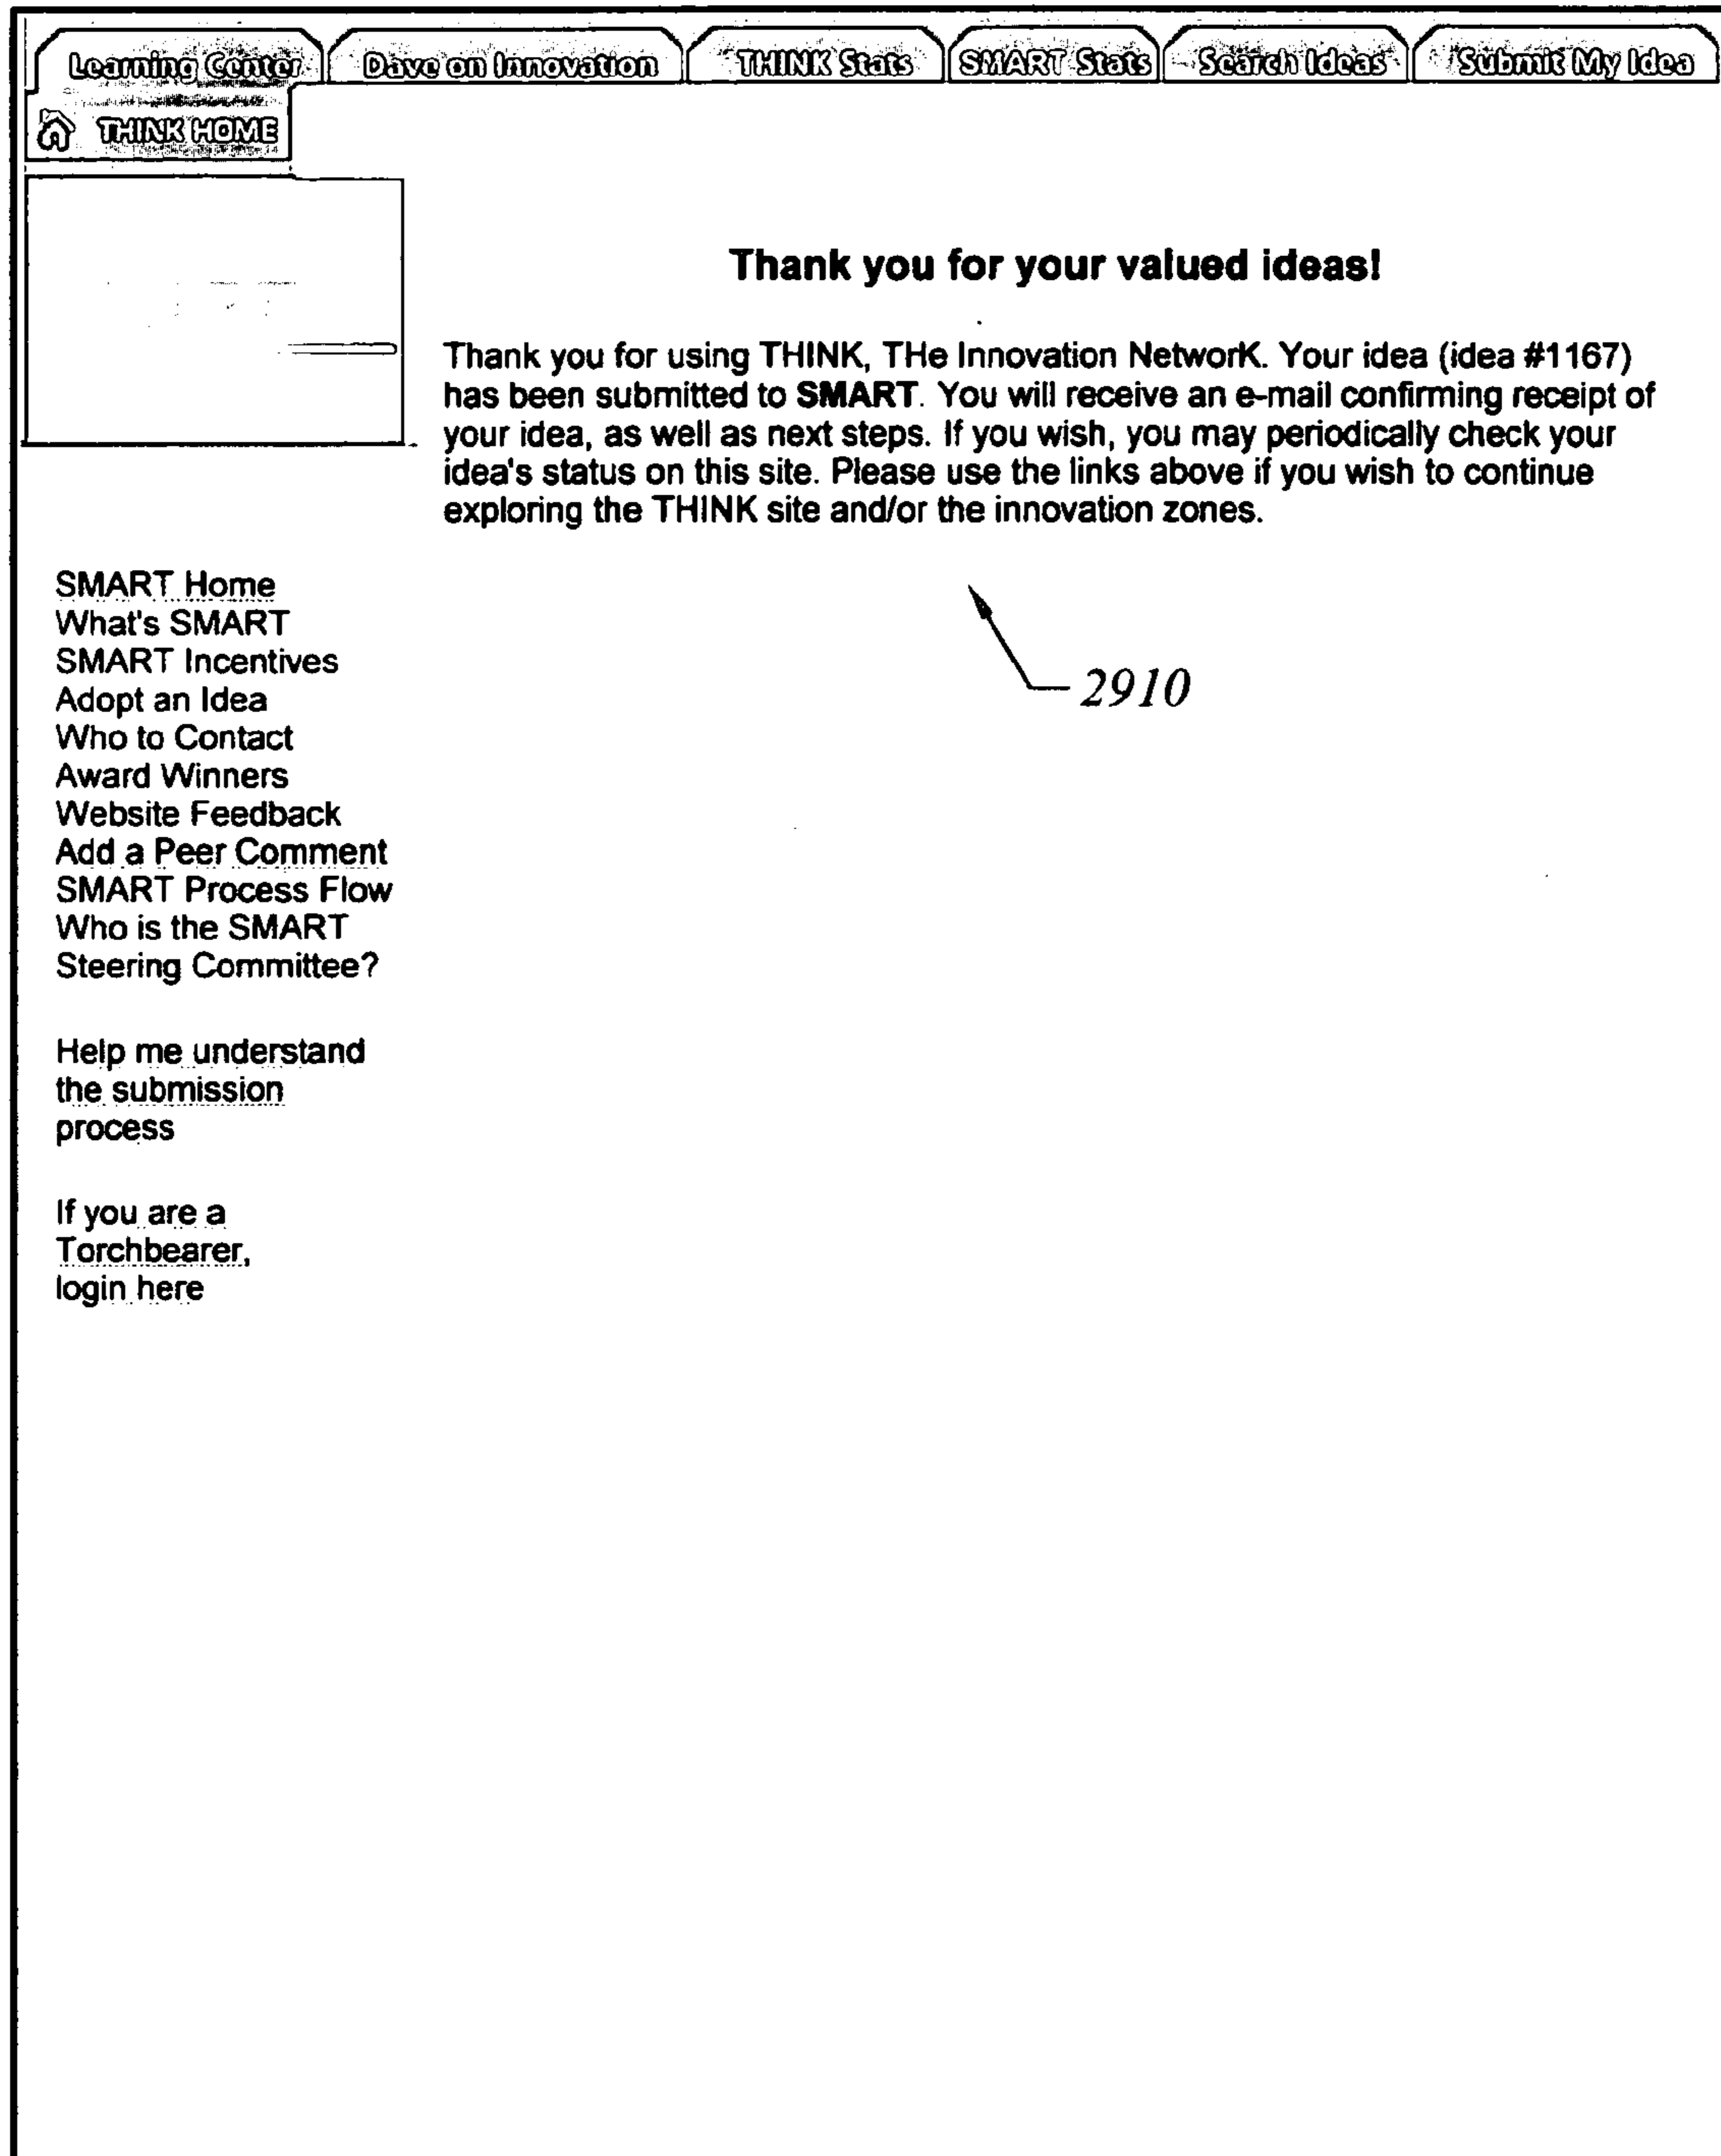 Learning Center Dave on Innovation THINK Stats SMART Stats Search Ideas Submit My Idea
THINK HOME
Thank you for your valued ideas!
Thank you for using THINK, THe Innovation NetworK. Your idea (idea #1167)
has been submitted to SMART. You will receive an e-mail confirming receipt of
your idea, as well as next steps. If you wish, you may periodically check your
idea's status on this site. Please use the links above if you wish to continue
exploring the THINK site and/or the innovation zones.
2910
SMART Home
What's SMART
SMART Incentives
Adopt an Idea
Who to Contact
Award Winners
Website Feedback
Add a Peer Comment
SMART Process Flow
Who is the SMART
Steering Committee?
Help me understand
the submission
process
If you are a
Torchbearer,
login here